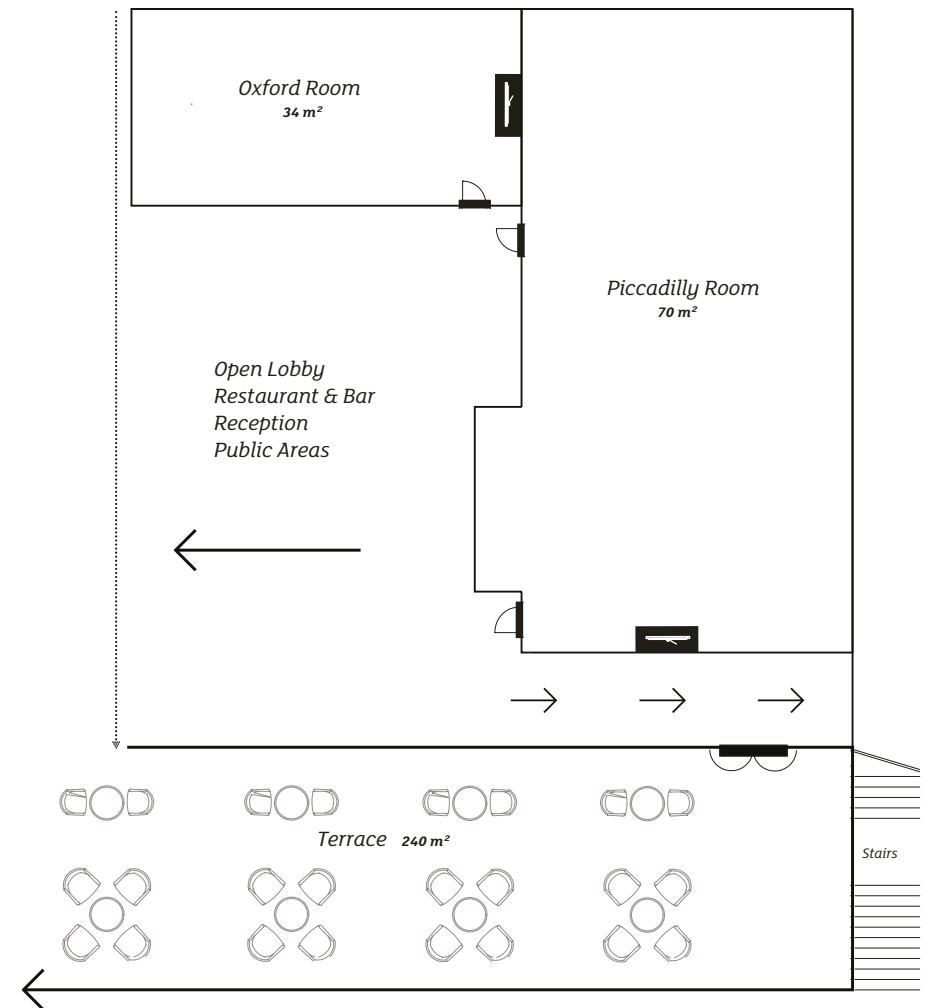 Oxford Room
34 m²
Piccadilly Room
70 m²
Open Lobby
Restaurant & Bar
Reception
Public Areas
Terrace 240 m²
Stairs